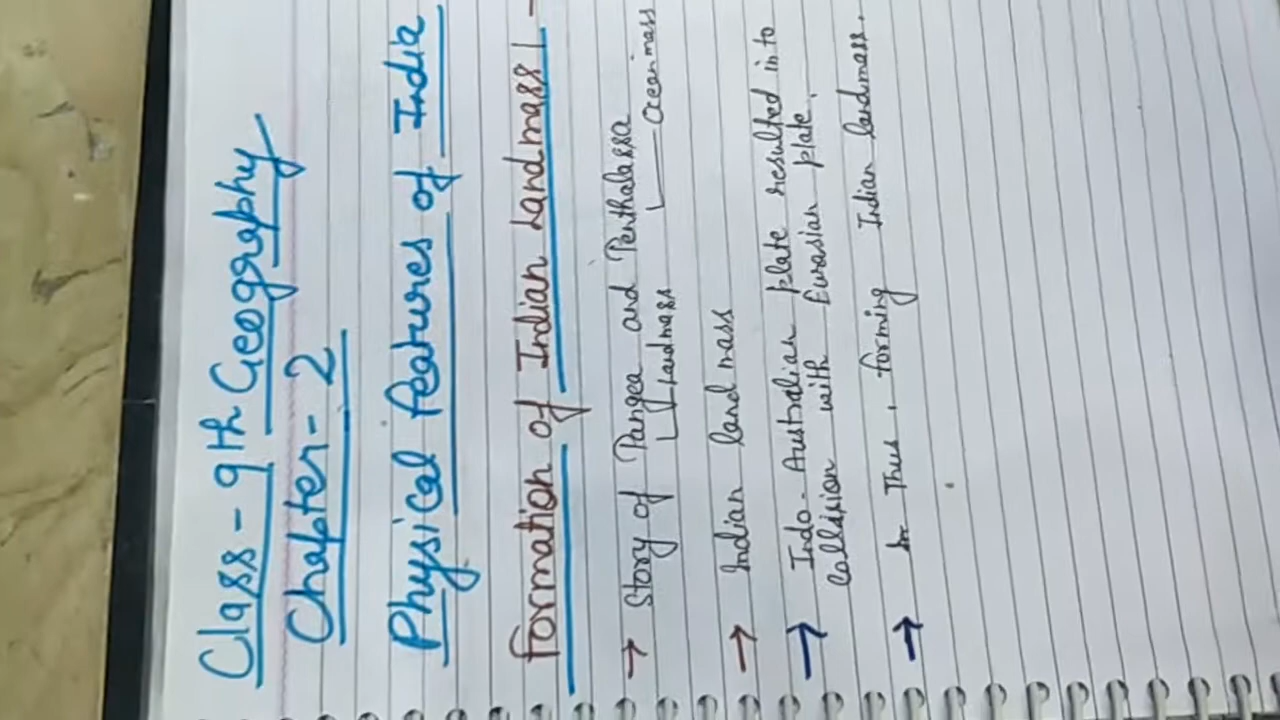 Class - 9th Geography
Chapter - 2
Physical features of India
Formation of Indian Landmass -
→ Story of Pangea and Penthalassa
Landmass
Ocean mass
→ Indian land mass
→ Indo-Australian plate resulted in to
Collision with Eurasian plate.
→ Thus, forming Indian landmass.